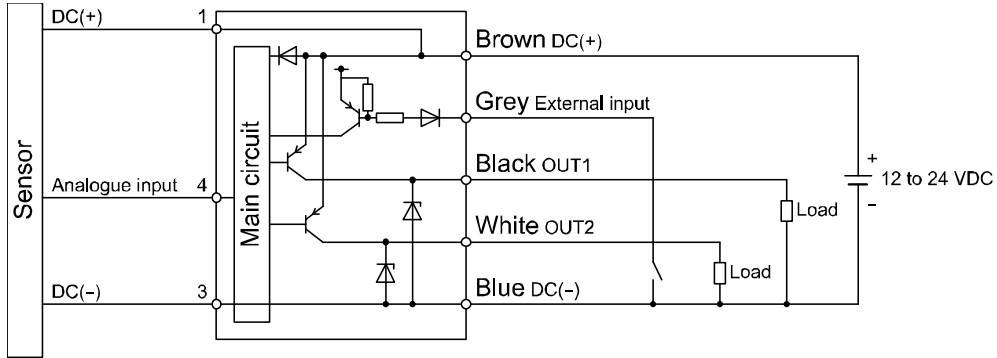 DC(+) 1
Brown DC(+)
Grey External input
Black OUT1
Analogue input 4
White OUT2
DC(−) 3
Blue DC(−)
Sensor
Main circuit
Load
Load
+
12 to 24 VDC
−